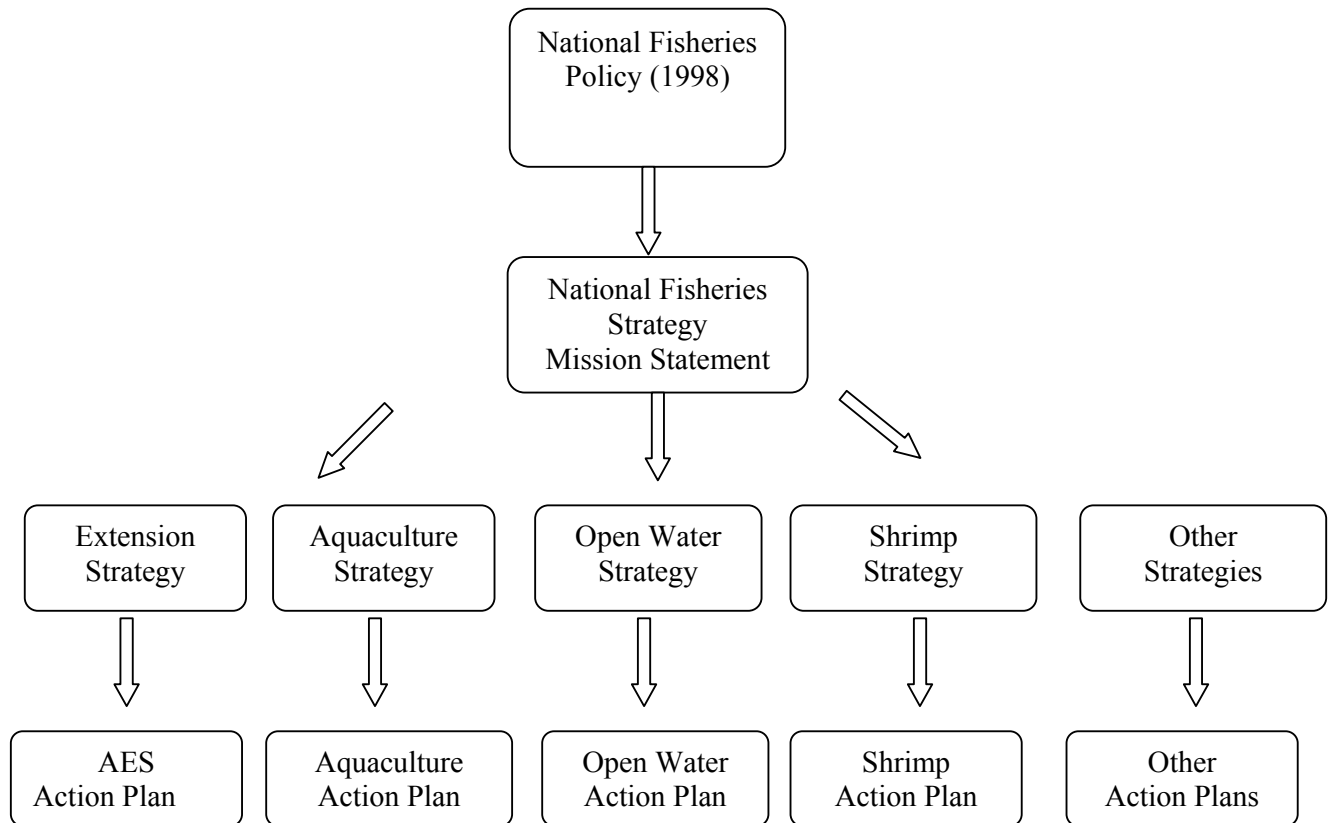 National Fisheries
Policy (1998)
National Fisheries
Strategy
Mission Statement
Extension
Strategy
Aquaculture
Strategy
Open Water
Strategy
Shrimp
Strategy
Other
Strategies
AES
Action Plan
Aquaculture
Action Plan
Open Water
Action Plan
Shrimp
Action Plan
Other
Action Plans